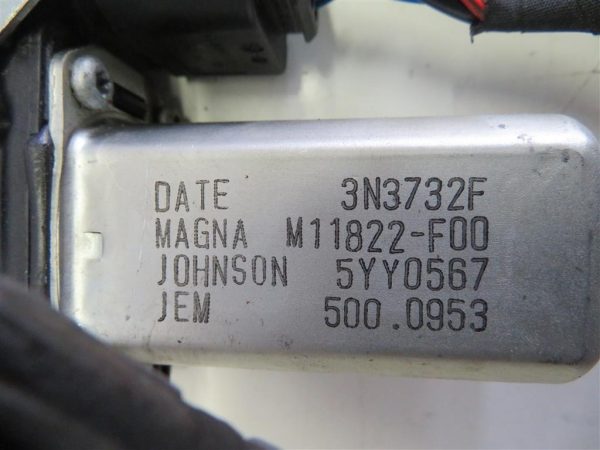 DATE 3N3732F
MAGNA M11822-F00
JOHNSON 5YY0567
JEM 500.0953